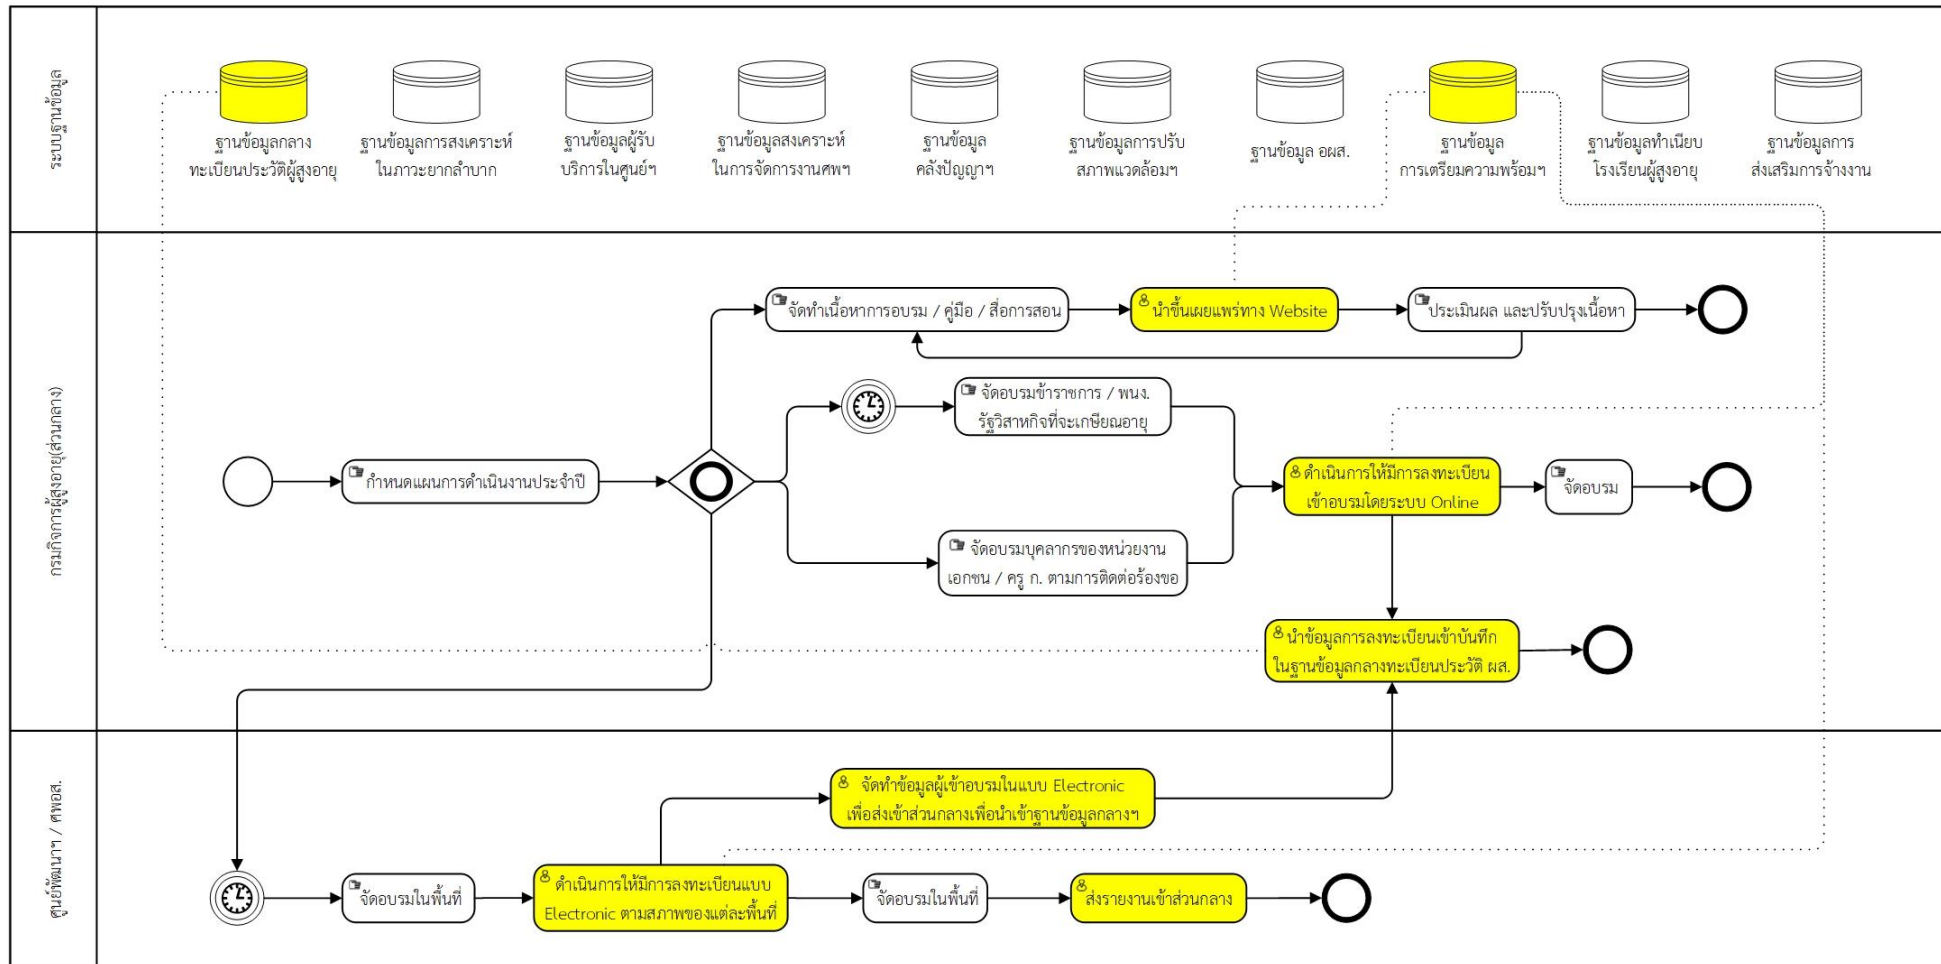 ระบบฐานข้อมูล
ฐานข้อมูลกลาง
ทะเบียนประวัติผู้สูงอายุ
ฐานข้อมูลการสงเคราะห์
ในภาวะยากลำบาก
ฐานข้อมูลผู้รับ
บริการในศูนย์ฯ
ฐานข้อมูลสงเคราะห์
ในการจัดการงานศพฯ
ฐานข้อมูล
คลังปัญญาฯ
ฐานข้อมูลการปรับ
สภาพแวดล้อมฯ
ฐานข้อมูล อผส.
ฐานข้อมูล
การเตรียมความพร้อมฯ
ฐานข้อมูลทำเนียบ
โรงเรียนผู้สูงอายุ
ฐานข้อมูลการ
ส่งเสริมการจ้างงาน
กรมกิจการผู้สูงอายุ(ส่วนกลาง)
จัดทำเนื้อหาการอบรม / คู่มือ / สื่อการสอน
นำขึ้นเผยแพร่ทาง Website
ประเมินผล และปรับปรุงเนื้อหา
จัดอบรมข้าราชการ / พนง.
รัฐวิสาหกิจที่จะเกษียณอายุ
กำหนดแผนการดำเนินงานประจำปี
ดำเนินการให้มีการลงทะเบียน
เข้าอบรมโดยระบบ Online
จัดอบรม
จัดอบรมบุคลากรของหน่วยงาน
เอกชน / ครู ก. ตามการติดต่อร้องขอ
นำข้อมูลการลงทะเบียนเข้าบันทึก
ในฐานข้อมูลกลางทะเบียนประวัติ ผส.
ศูนย์พัฒนาฯ / ศพอส.
จัดทำข้อมูลผู้เข้าอบรมในแบบ Electronic
เพื่อส่งเข้าส่วนกลางเพื่อนำเข้าฐานข้อมูลกลางฯ
จัดอบรมในพื้นที่
ดำเนินการให้มีการลงทะเบียนแบบ
Electronic ตามสภาพของแต่ละพื้นที่
จัดอบรมในพื้นที่
ส่งรายงานเข้าส่วนกลาง